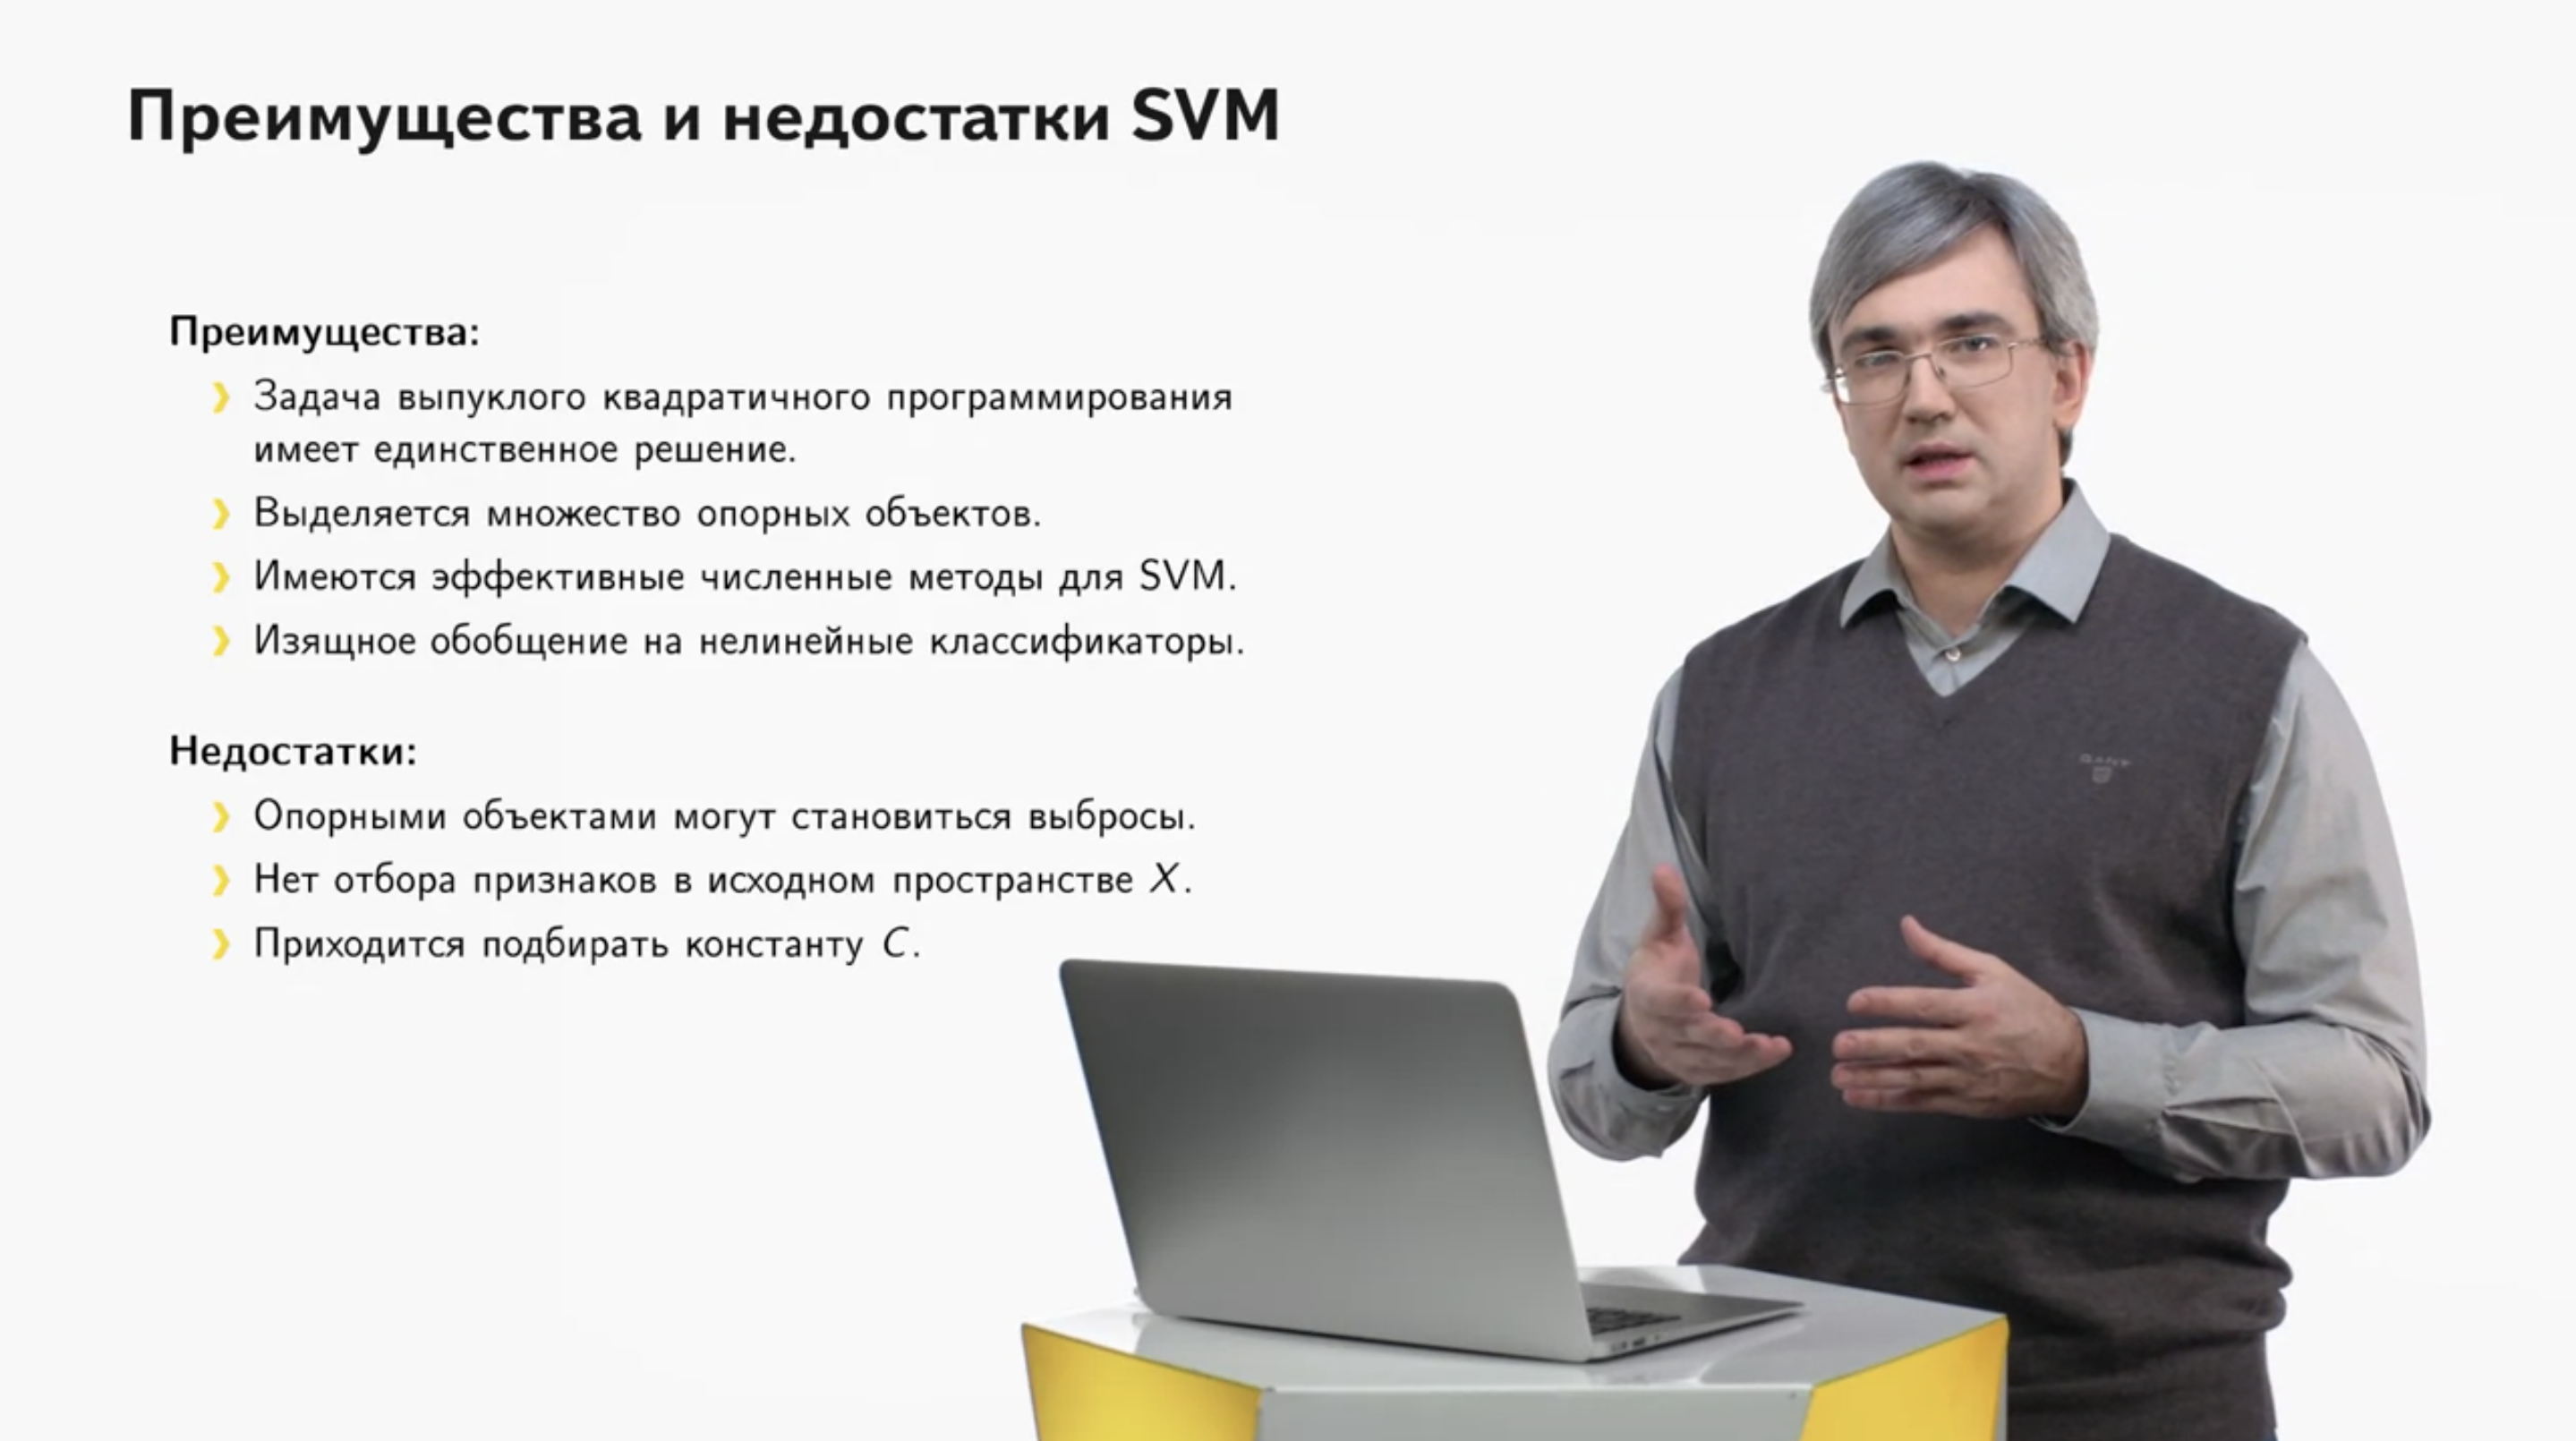 Преимущества и недостатки SVM
Преимущества:
Задача выпуклого квадратичного программирования
имеет единственное решение.
Выделяется множество опорных объектов.
Имеются эффективные численные методы для SVM.
Изящное обобщение на нелинейные классификаторы.
Недостатки:
Опорными объектами могут становиться выбросы.
Нет отбора признаков в исходном пространстве X.
Приходится подбирать константу C.
GANT